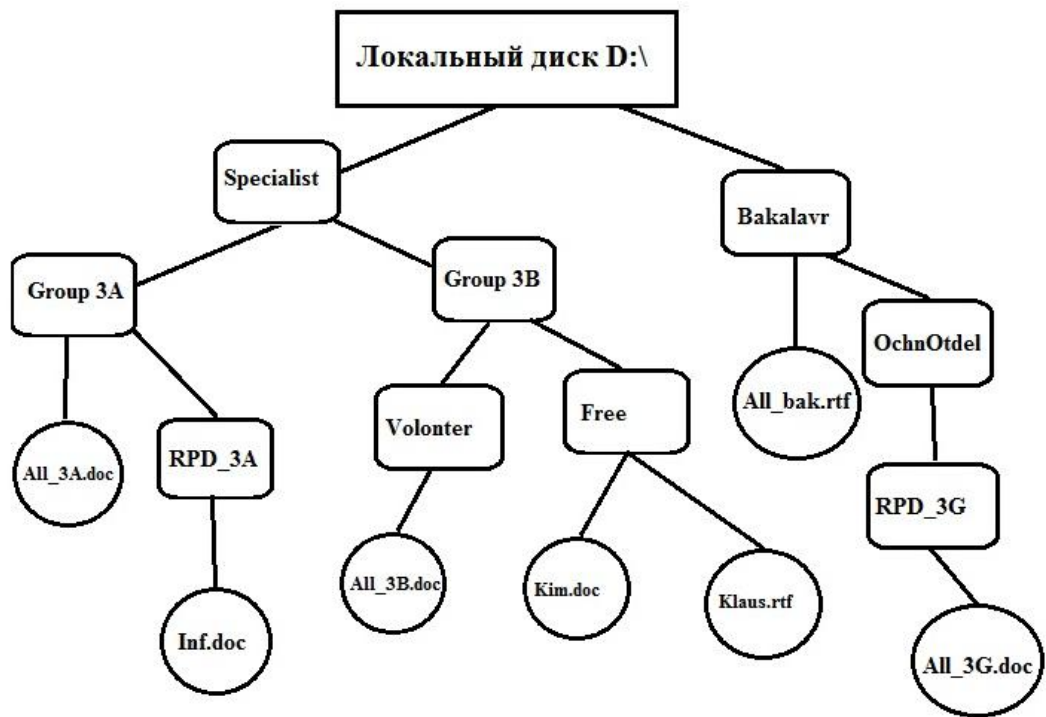 Локальный диск D:\
Specialist
Bakalavr
Group 3A
Group 3B
OchnOtdel
All_bak.rtf
Volonter
Free
All_3A.doc
RPD_3A
RPD_3G
All_3B.doc
Kim.doc
Klaus.rtf
Inf.doc
All_3G.doc